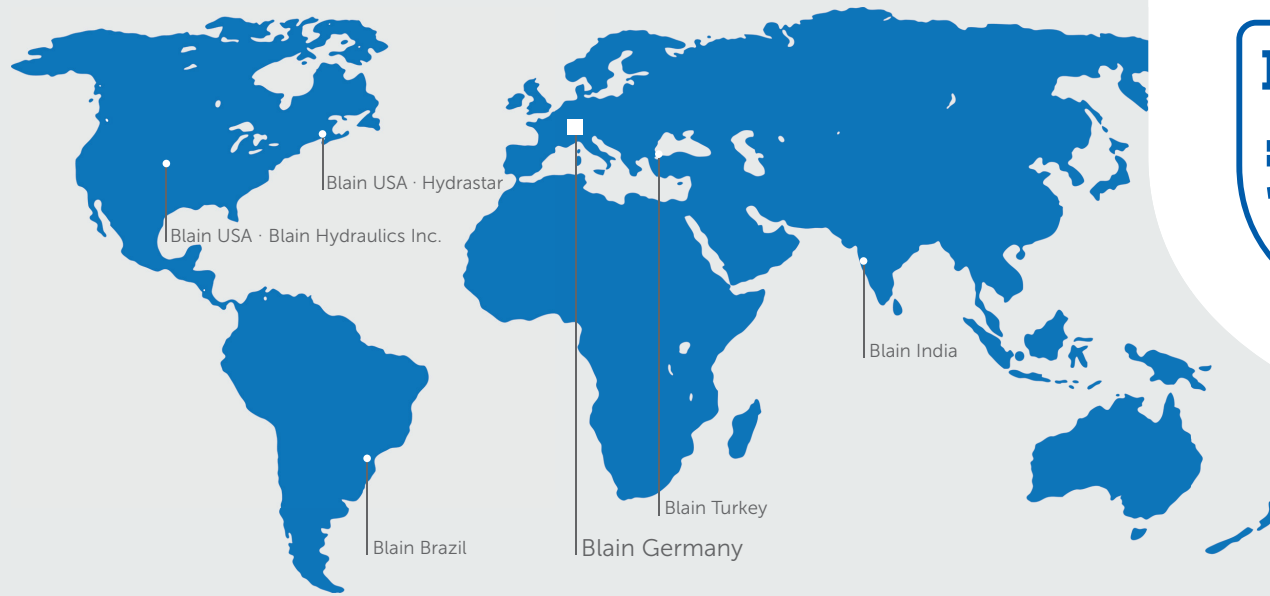 Blain USA · Hydrastar
Blain USA · Blain Hydraulics Inc.
Blain India
Blain Turkey
Blain Brazil
Blain Germany